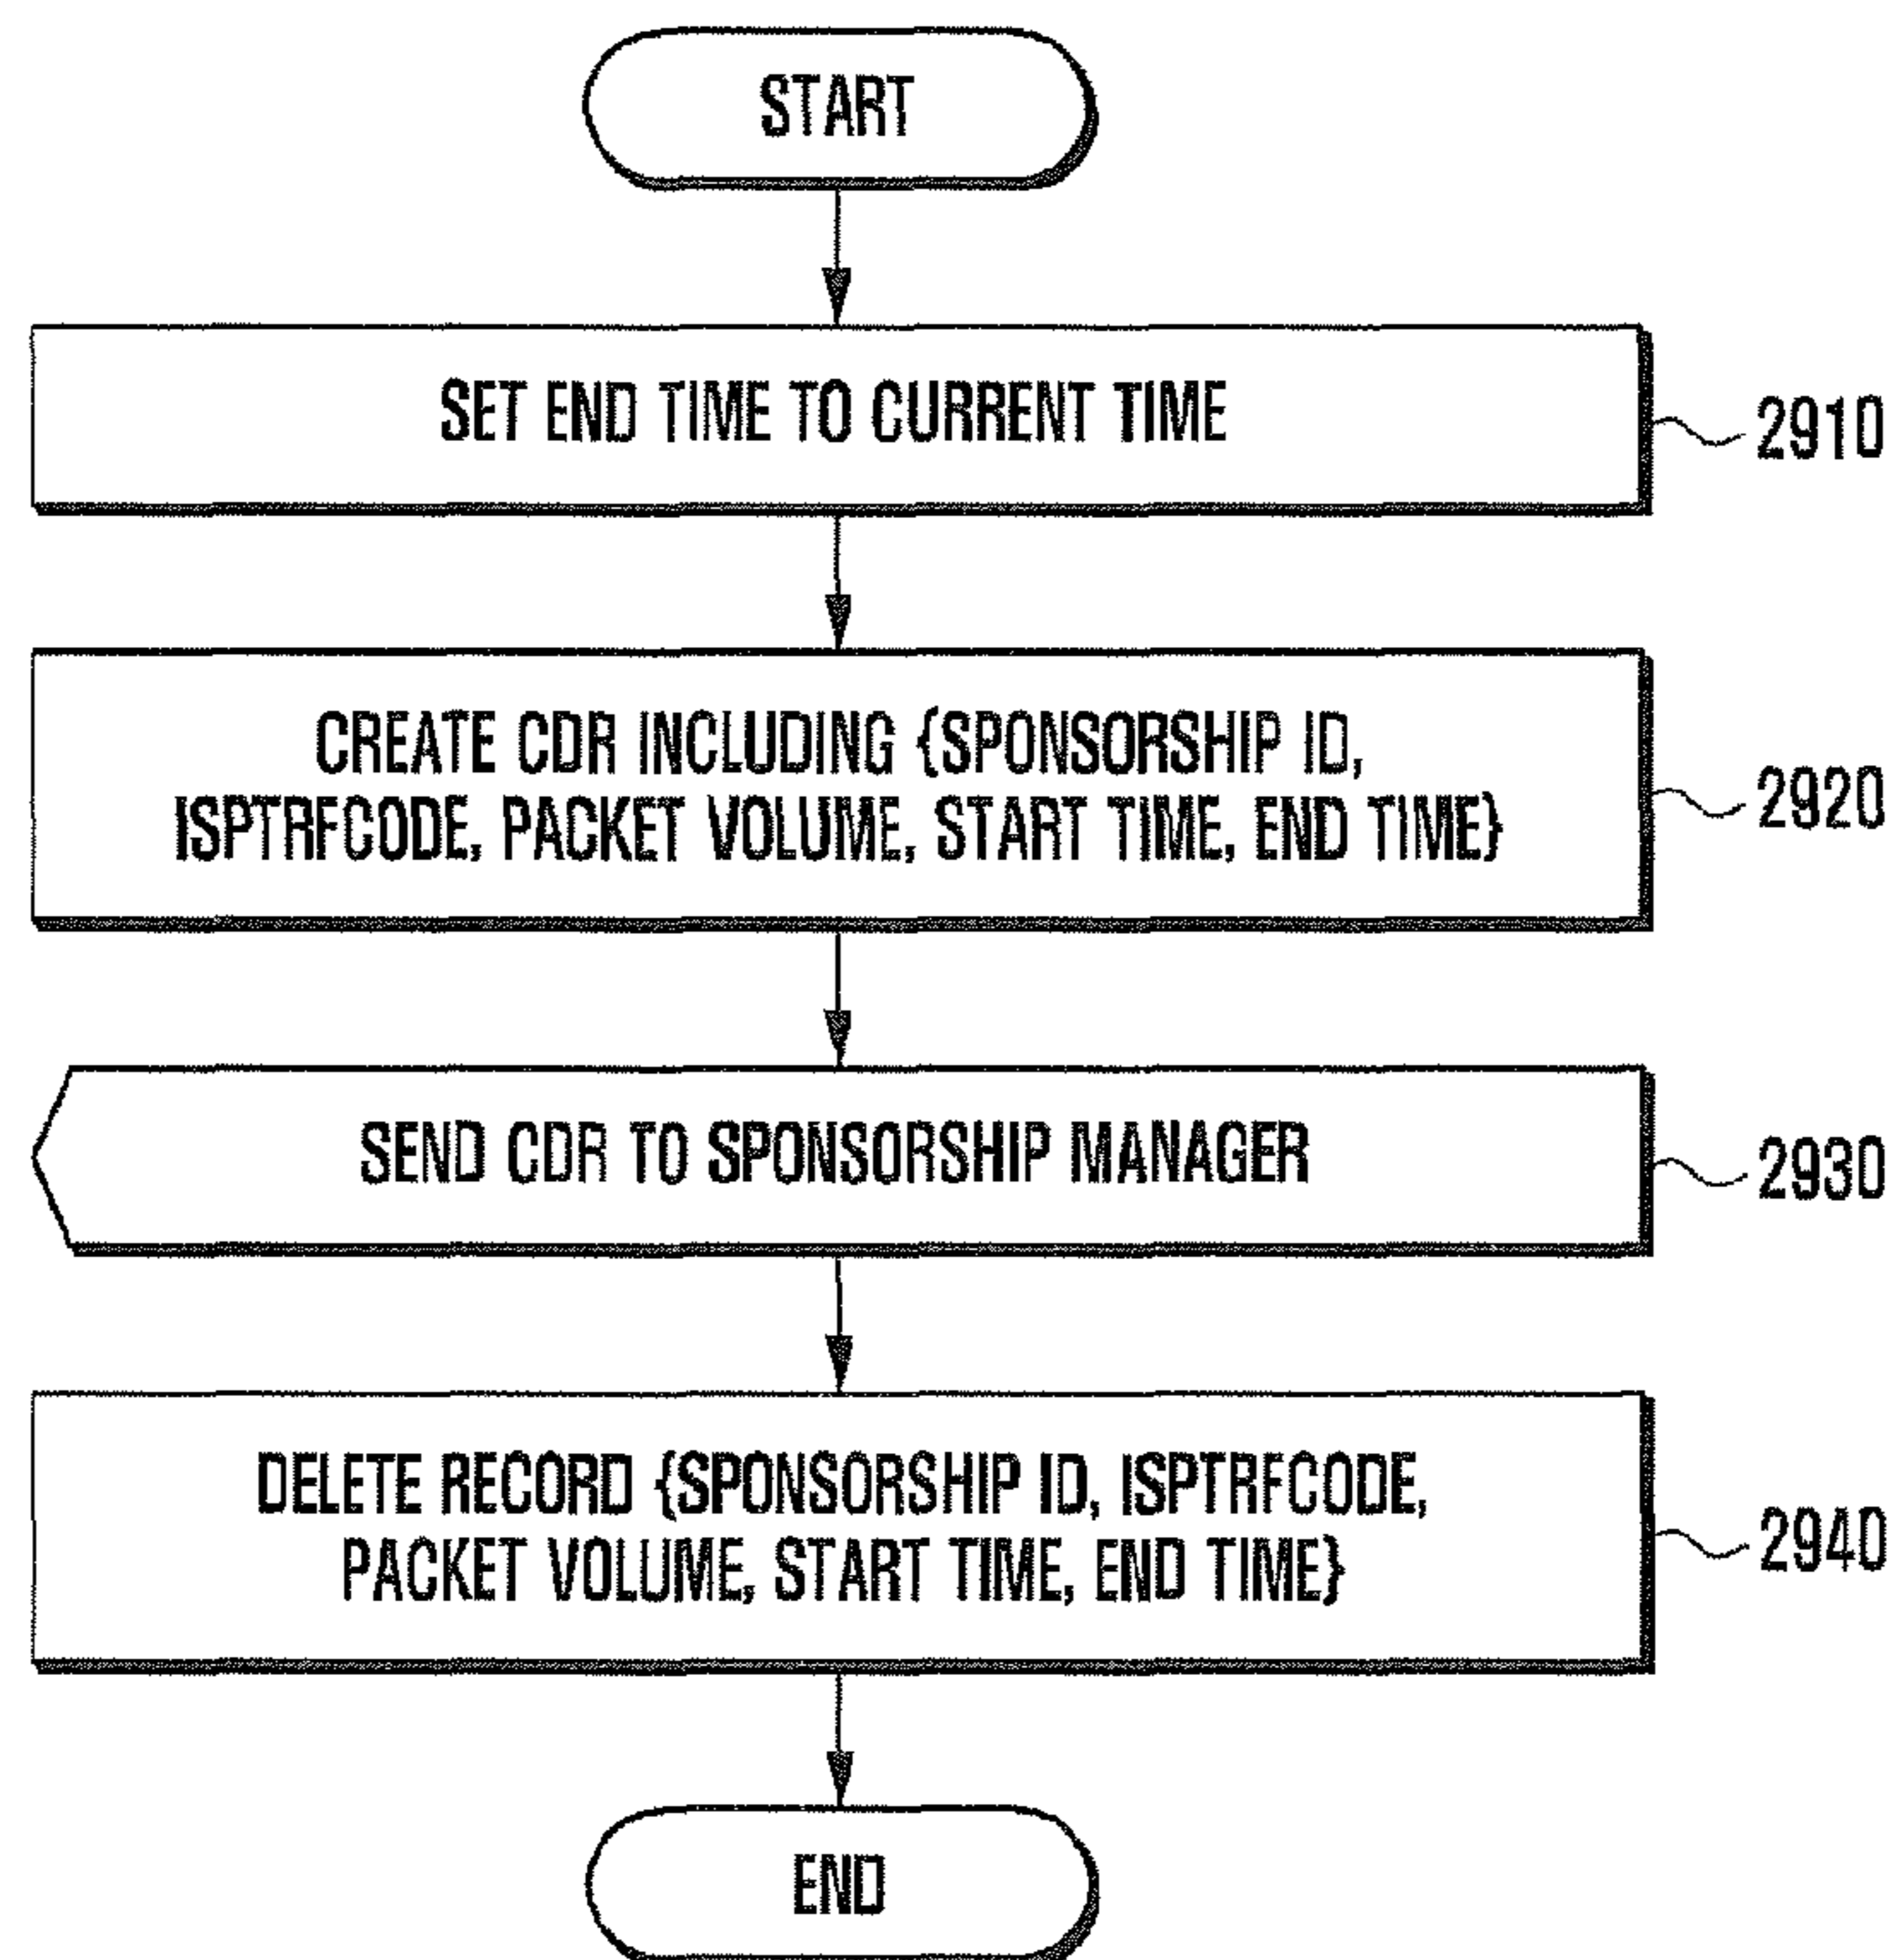 START
SET END TIME TO CURRENT TIME
2910
CREATE CDR INCLUDING {SPONSORSHIP ID,
ISPTRFCODE, PACKET VOLUME, START TIME, END TIME}
2920
SEND CDR TO SPONSORSHIP MANAGER
2930
DELETE RECORD {SPONSORSHIP ID, ISPTRFCODE,
PACKET VOLUME, START TIME, END TIME}
2940
END